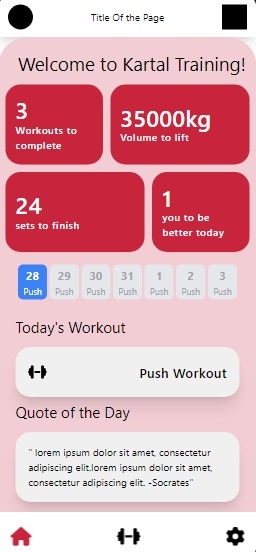 Title Of the Page
Welcome to Kartal Training!
3
Workouts to
complete
35000kg
Volume to lift
24
sets to finish
1
you to be
better today
28 29 30 31 1 2 3
Push Push Push Push Push Push Push
Today's Workout
Push Workout
Quote of the Day
" lorem ipsum dolor sit amet, consectetur
adipiscing elit.lorem ipsum dolor sit amet,
consectetur adipiscing elit. -Socrates"